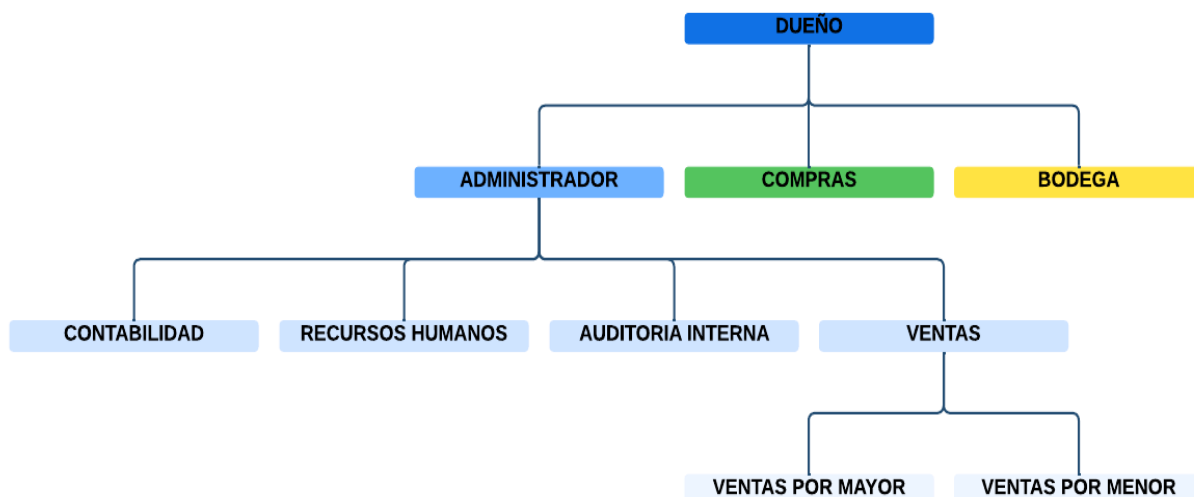 DUEÑO
ADMINISTRADOR
COMPRAS
BODEGA
CONTABILIDAD
RECURSOS HUMANOS
AUDITORIA INTERNA
VENTAS
VENTAS POR MAYOR
VENTAS POR MENOR